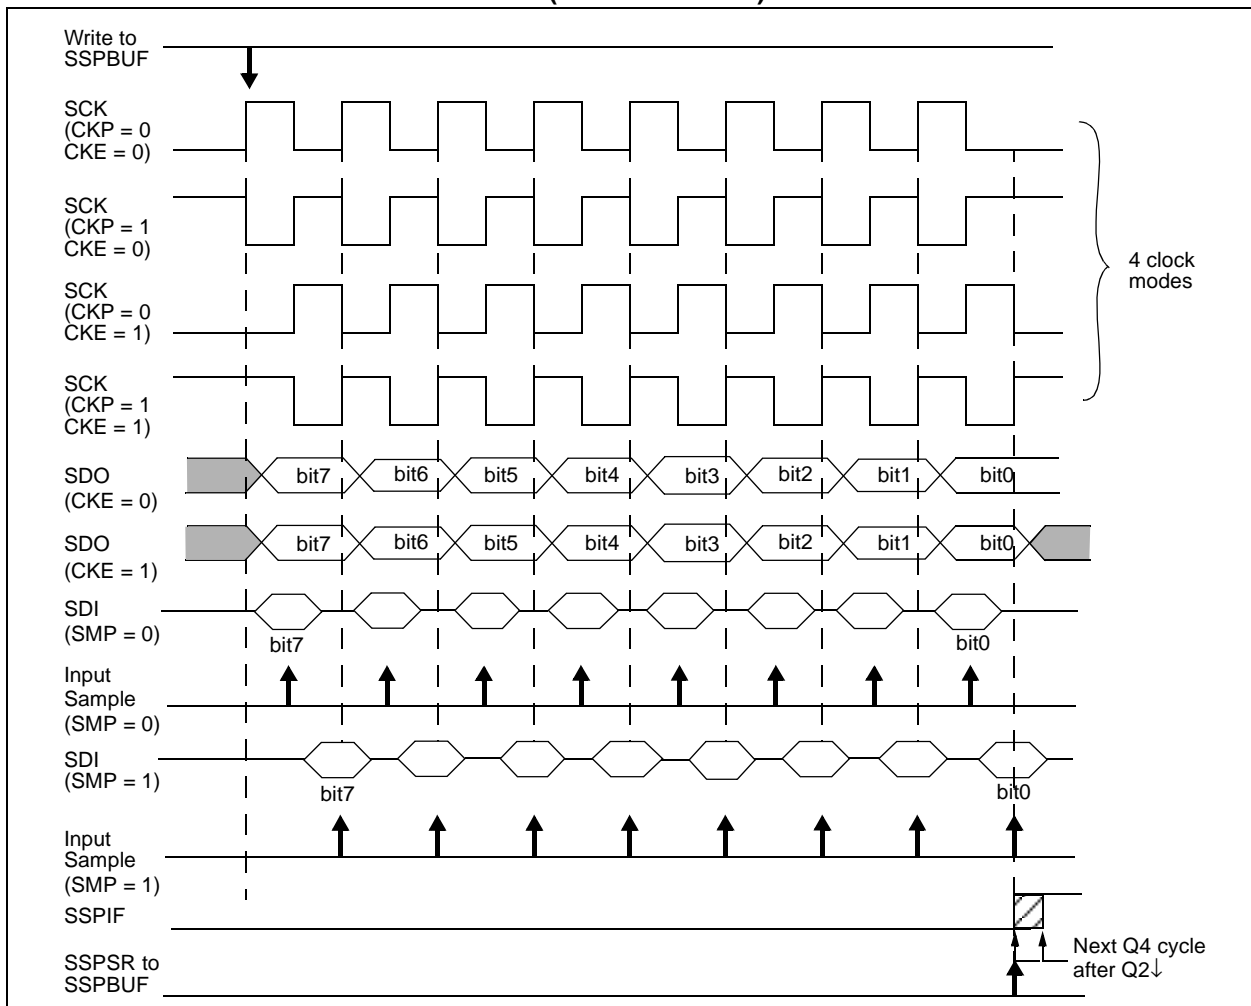 Write to
SSPBUF
SCK
(CKP = 0
CKE = 0)
SCK
(CKP = 1
CKE = 0)
SCK
(CKP = 0
CKE = 1)
SCK
(CKP = 1
CKE = 1)
4 clock
modes
SDO
(CKE = 0)
bit7 bit6 bit5 bit4 bit3 bit2 bit1 bit0
SDO
(CKE = 1)
bit7 bit6 bit5 bit4 bit3 bit2 bit1 bit0
SDI
(SMP = 0)
bit7 bit0
Input
Sample
(SMP = 0)
SDI
(SMP = 1)
bit7 bit0
Input
Sample
(SMP = 1)
SSPIF
Next Q4 cycle
after Q2↓
SSPSR to
SSPBUF